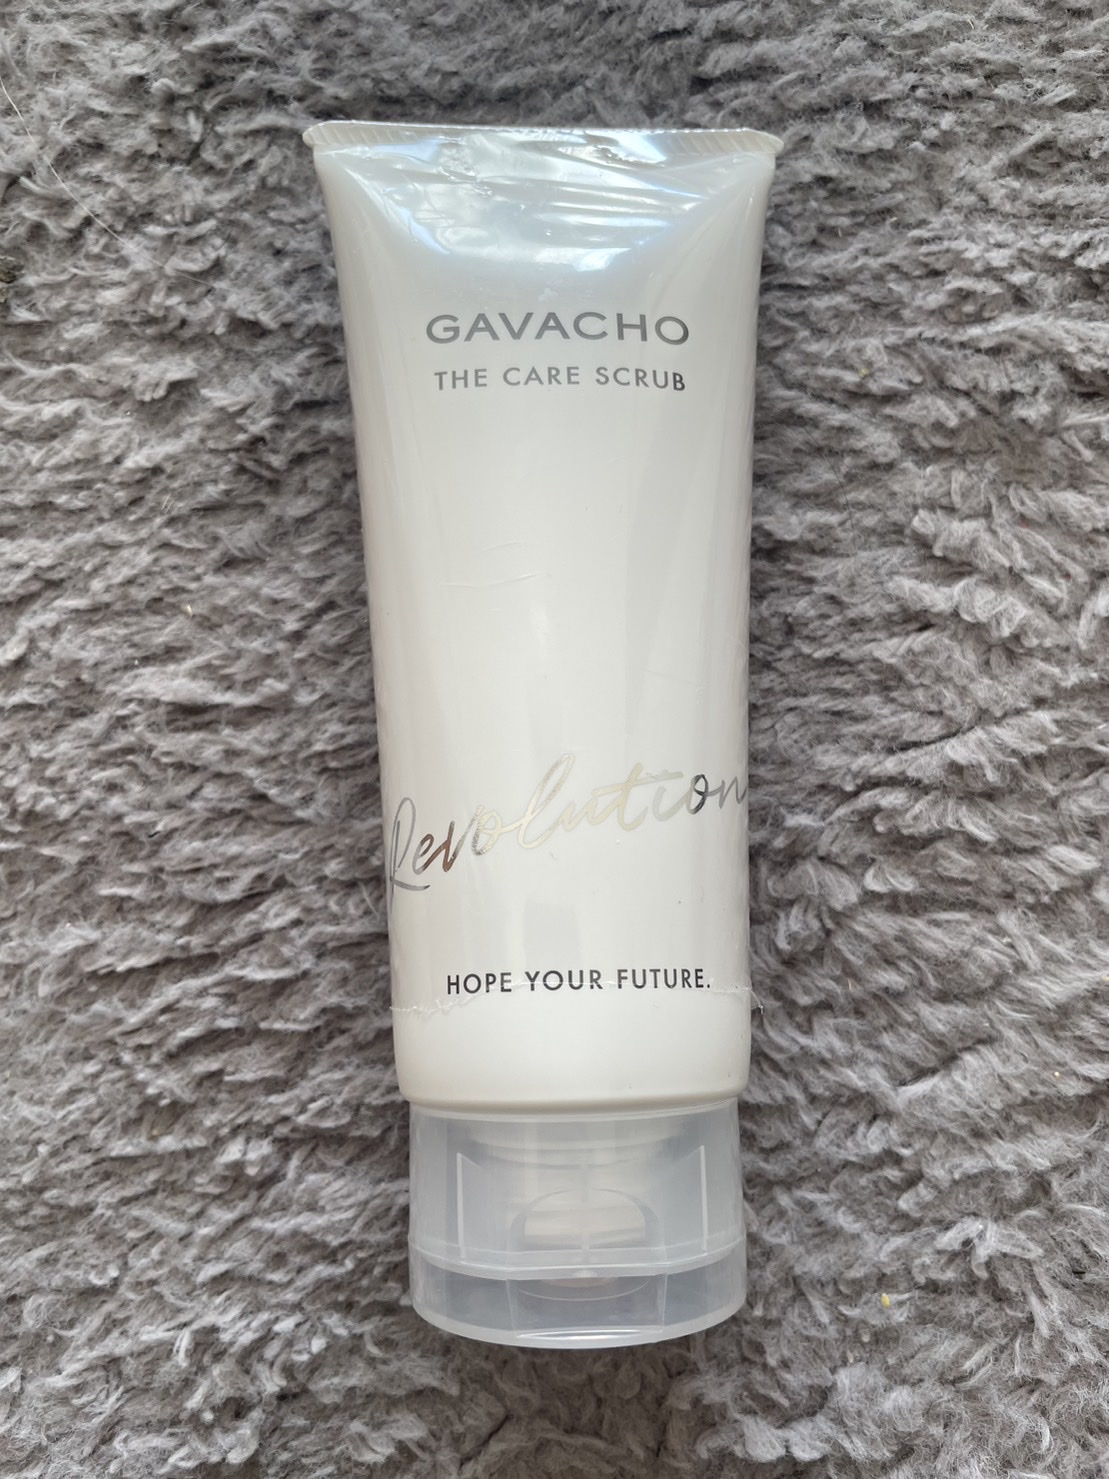 GAVACHO
THE CARE SCRUB
Revolution
HOPE YOUR FUTURE.